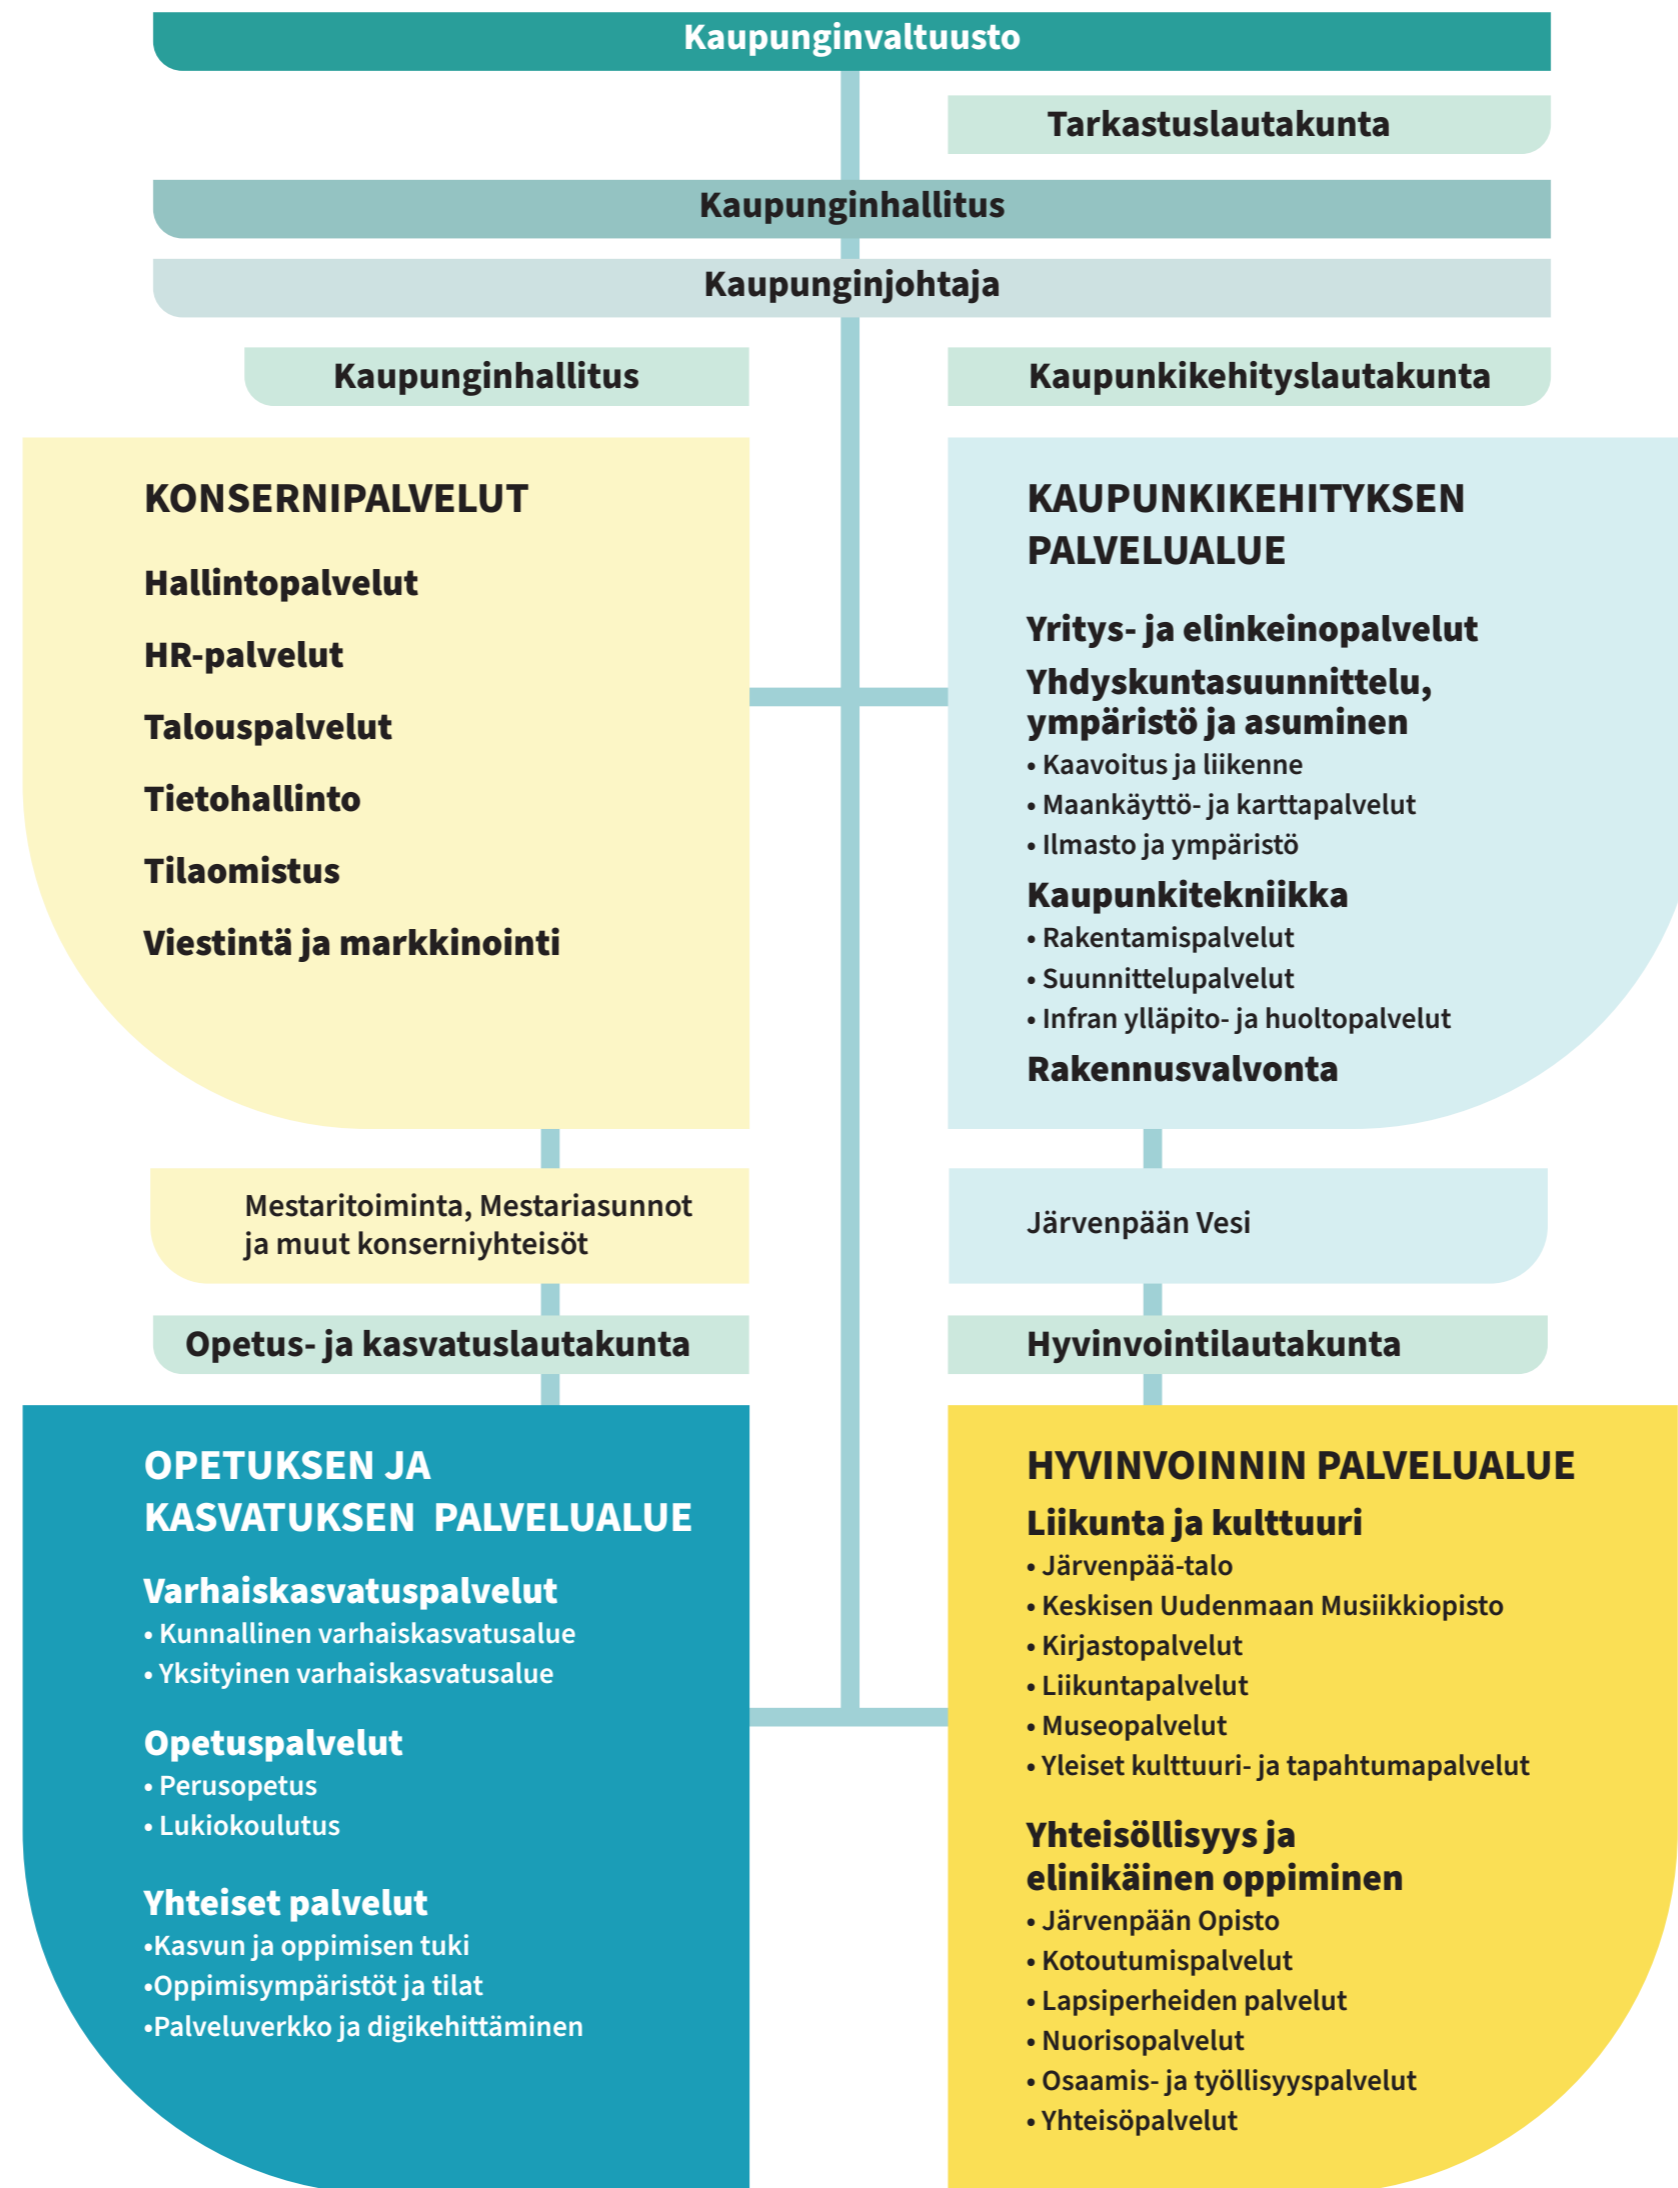 Kaupunginvaltuusto
Tarkastuslautakunta
Kaupunginhallitus
Kaupunginjohtaja
Kaupunginhallitus
KONSERNIPALVELUT
Hallintopalvelut
HR-palvelut
Talouspalvelut
Tietohallinto
Tilaomistus
Viestintä ja markkinointi
Mestaritoiminta, Mestariasunnot
ja muut konserniyhteisöt
Kaupunkikehityslautakunta
KAUPUNKIKEHITYKSEN
PALVELUALUE
Yritys- ja elinkeinopalvelut
Yhdyskuntasuunnittelu,
ympäristö ja asuminen
• Kaavoitus ja liikenne
• Maankäyttö- ja karttapalvelut
• Ilmasto ja ympäristö
Kaupunkitekniikka
• Rakentamispalvelut
• Suunnittelupalvelut
• Infran ylläpito- ja huoltopalvelut
Rakennusvalvonta
Järvenpään Vesi
Opetus- ja kasvatuslautakunta
OPETUKSEN JA
KASVATUKSEN PALVELUALUE
Varhaiskasvatuspalvelut
• Kunnallinen varhaiskasvatusalue
• Yksityinen varhaiskasvatusalue
Opetuspalvelut
• Perusopetus
• Lukiokoulutus
Yhteiset palvelut
•Kasvun ja oppimisen tuki
•Oppimisympäristöt ja tilat
•Palveluverkko ja digikehittäminen
Hyvinvointilautakunta
HYVINVOINNIN PALVELUALUE
Liikunta ja kulttuuri
• Järvenpää-talo
• Keskisen Uudenmaan Musiikkiopisto
• Kirjastopalvelut
• Liikuntapalvelut
• Museopalvelut
• Yleiset kulttuuri- ja tapahtumapalvelut
Yhteisöllisyys ja
elinikäinen oppiminen
• Järvenpään Opisto
• Kotoutumispalvelut
• Lapsiperheiden palvelut
• Nuorisopalvelut
• Osaamis- ja työllisyyspalvelut
• Yhteisöpalvelut